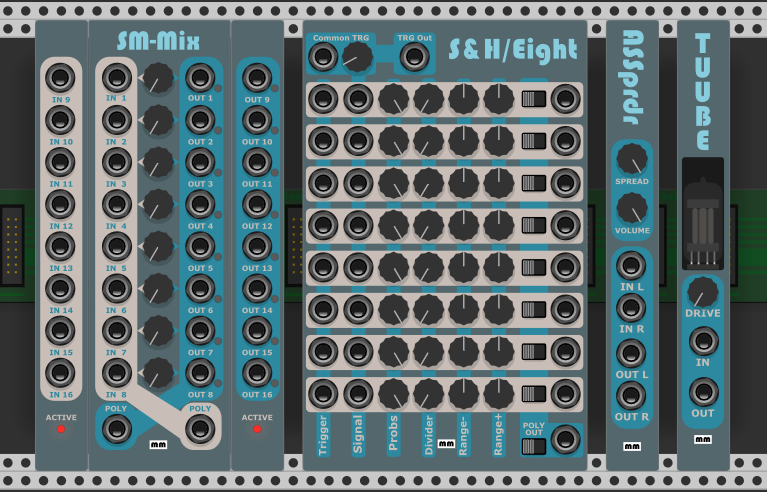 IN 9
IN 10
IN 11
IN 12
IN 13
IN 14
IN 15
IN 16
ACTIVE
SM-Mix
IN 1
IN 2
IN 3
IN 4
IN 5
IN 6
IN 7
IN 8
POLY
OUT 1
OUT 2
OUT 3
OUT 4
OUT 5
OUT 6
OUT 7
OUT 8
POLY
mm
OUT 9
OUT 10
OUT 11
OUT 12
OUT 13
OUT 14
OUT 15
OUT 16
ACTIVE
Common TRG
TRG Out
S&H/Eight
Trigger
Signal
Probs
Divider
Range-
Range+
POLY
OUT
mm
SPREAD
VOLUME
IN L
IN R
OUT L
OUT R
mm
TUUBE
DRIVE
IN
OUT
mm